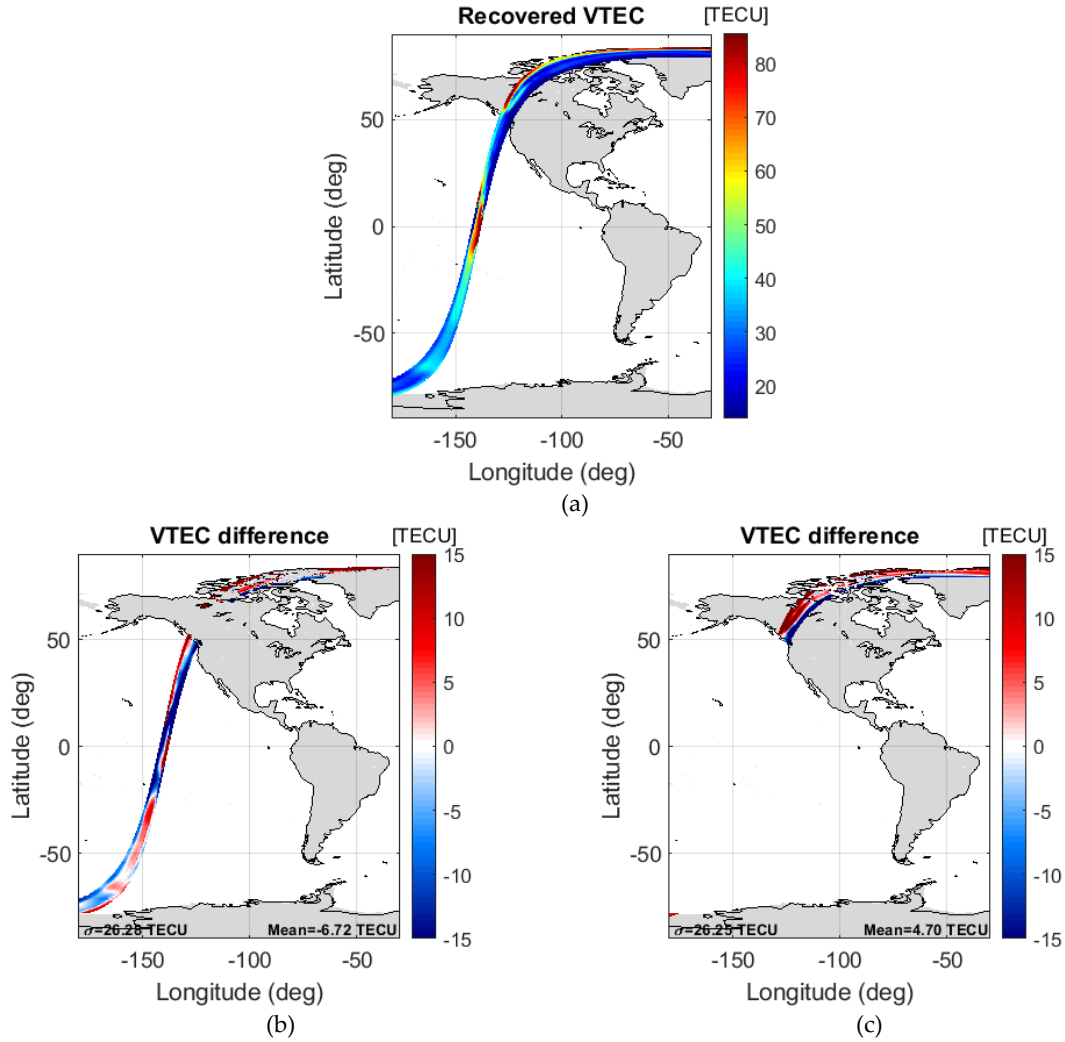 Recovered VTEC
[TECU]
50
0
-50
Latitude (deg)
80
70
60
50
40
30
20
-150 -100 -50
Longitude (deg)
(a)
VTEC difference
[TECU]
50
0
-50
Latitude (deg)
15
10
5
0
-5
-10
-15
σ=26.28 TECU Mean=-6.72 TECU
-150 -100 -50
Longitude (deg)
(b)
VTEC difference
[TECU]
50
0
-50
Latitude (deg)
15
10
5
0
-5
-10
-15
σ=26.25 TECU Mean=4.70 TECU
-150 -100 -50
Longitude (deg)
(c)